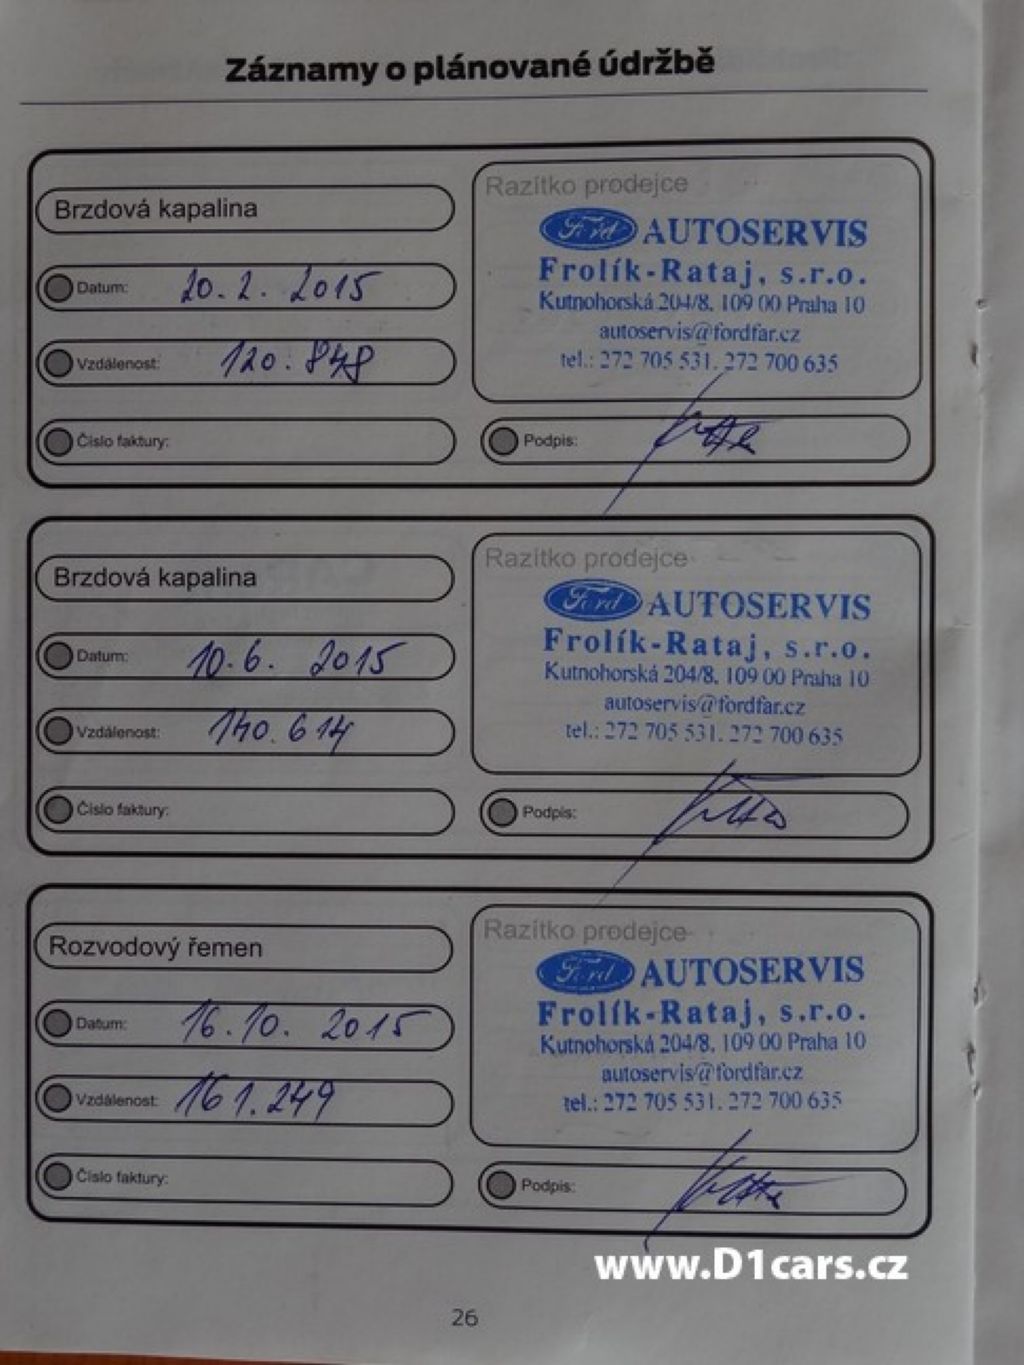 Záznamy o plánované údržbě
Brzdová kapalina
Datum: 20.2. 2015
Vzdálenost: 120.848
Číslo faktury:
Razítko prodejce
Ford AUTOSERVIS
Frolík-Rataj, s.r.o.
Kutnohorská 204/8, 109 00 Praha 10
autoservis@fordfar.cz
tel.: 272 705 531, 272 700 635
Podpis:
Brzdová kapalina
Datum: 10.6. 2015
Vzdálenost: 140.614
Číslo faktury:
Razítko prodejce
Ford AUTOSERVIS
Frolík-Rataj, s.r.o.
Kutnohorská 204/8, 109 00 Praha 10
autoservis@fordfar.cz
tel.: 272 705 531, 272 700 635
Podpis:
Rozvodový řemen
Datum: 16.10. 2015
Vzdálenost: 161.249
Číslo faktury:
Razítko prodejce
Ford AUTOSERVIS
Frolík-Rataj, s.r.o.
Kutnohorská 204/8, 109 00 Praha 10
autoservis@fordfar.cz
tel.: 272 705 531, 272 700 635
Podpis:
www.D1cars.cz
26